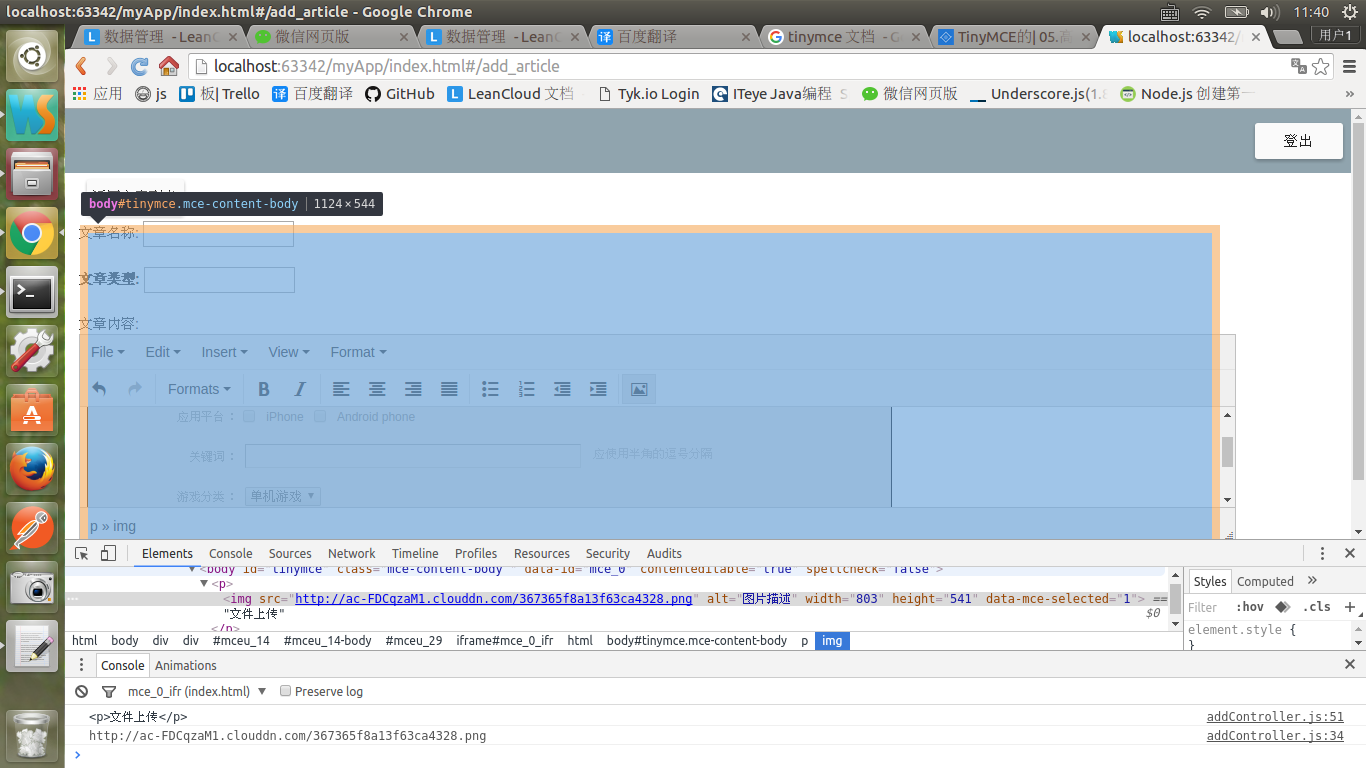 localhost:63342/myApp/index.html#/add_article - Google Chrome
11:40
数据管理 - LeanC
微信网页版
数据管理 - LeanC
百度翻译
tinymce 文档 - G
TinyMCE的| 05.高
localhost:63342/
用户1
localhost:63342/myApp/index.html#/add_article
应用
js
板| Trello
百度翻译
GitHub
LeanCloud 文档
Tyk.io Login
ITeye Java编程
微信网页版
Underscore.js(1.8
Node.js 创建第一
»
登出
body#tinymce.mce-content-body | 1124 × 544
文章名称:
文章类型:
文章内容:
File Edit Insert View Format
Formats B I
应用平台： iPhone Android phone
关键词： 应使用半角的逗号分隔
游戏分类： 单机游戏
p » img
Elements Console Sources Network Timeline Profiles Resources Security Audits
<body id="tinymce" class="mce-content-body " data-id="mce_0" contenteditable="true" spellcheck="false">
<p>
<img src="http://ac-FDCqzaM1.clouddn.com/367365f8a13f63ca4328.png" alt="图片描述" width="803" height="541" data-mce-selected="1"> ==
"文件上传" $0
</p>
html body div div #mceu_14 #mceu_14-body #mceu_29 iframe#mce_0_ifr html body#tinymce.mce-content-body p img
Styles Computed »
Filter :hov .cls +
element.style {
}
Console Animations
mce_0_ifr (index.html) ▼ Preserve log
<p>文件上传</p> addController.js:51
http://ac-FDCqzaM1.clouddn.com/367365f8a13f63ca4328.png addController.js:34